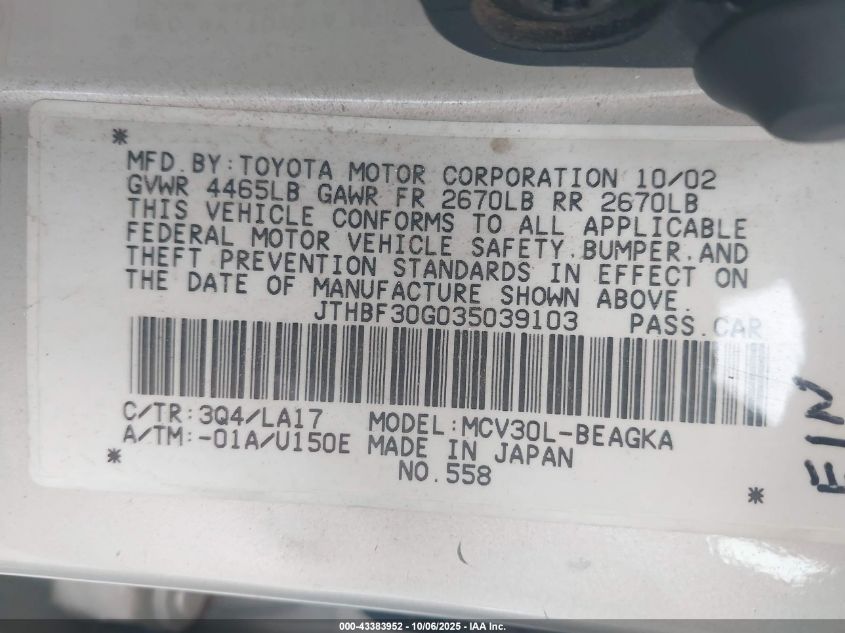 * 
MFD.BY:TOYOTA MOTOR CORPORATION 10/02
GVWR 4465LB GAWR FR 2670LB RR 2670LB
THIS VEHICLE CONFORMS TO ALL APPLICABLE
FEDERAL MOTOR VEHICLE SAFETY,BUMPER,AND
THEFT PREVENTION STANDARDS IN EFFECT ON
THE DATE OF MANUFACTURE SHOWN ABOVE.
JTHBF30G035039103 PASS.CAR
C/TR:3Q4/LA17 MODEL:MCV30L-BEAGKA
A/TM:-01A/U150E MADE IN JAPAN
* NO.558 *
000-43383952 - 10/06/2025 - IAA Inc.